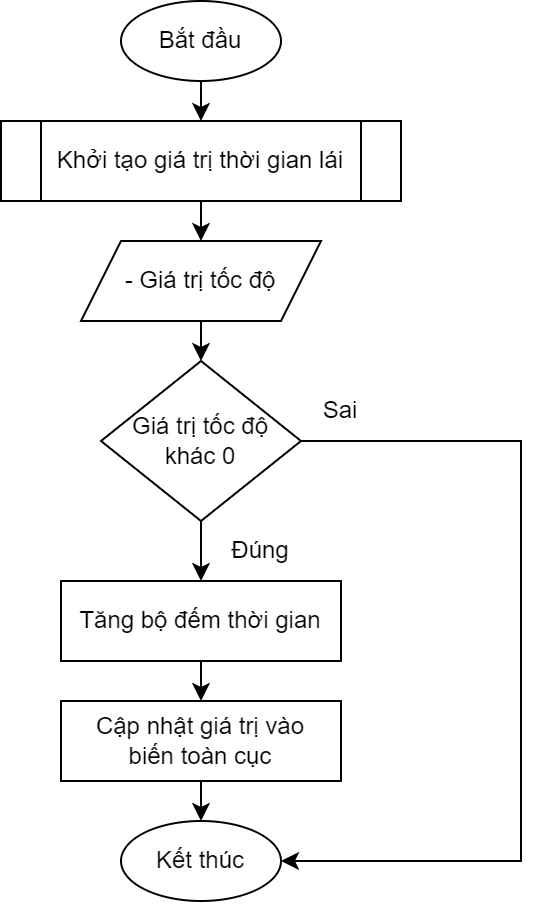 Bắt đầu
Khởi tạo giá trị thời gian lái
- Giá trị tốc độ
Giá trị tốc độ
khác 0
Sai
Đúng
Tăng bộ đếm thời gian
Cập nhật giá trị vào
biến toàn cục
Kết thúc